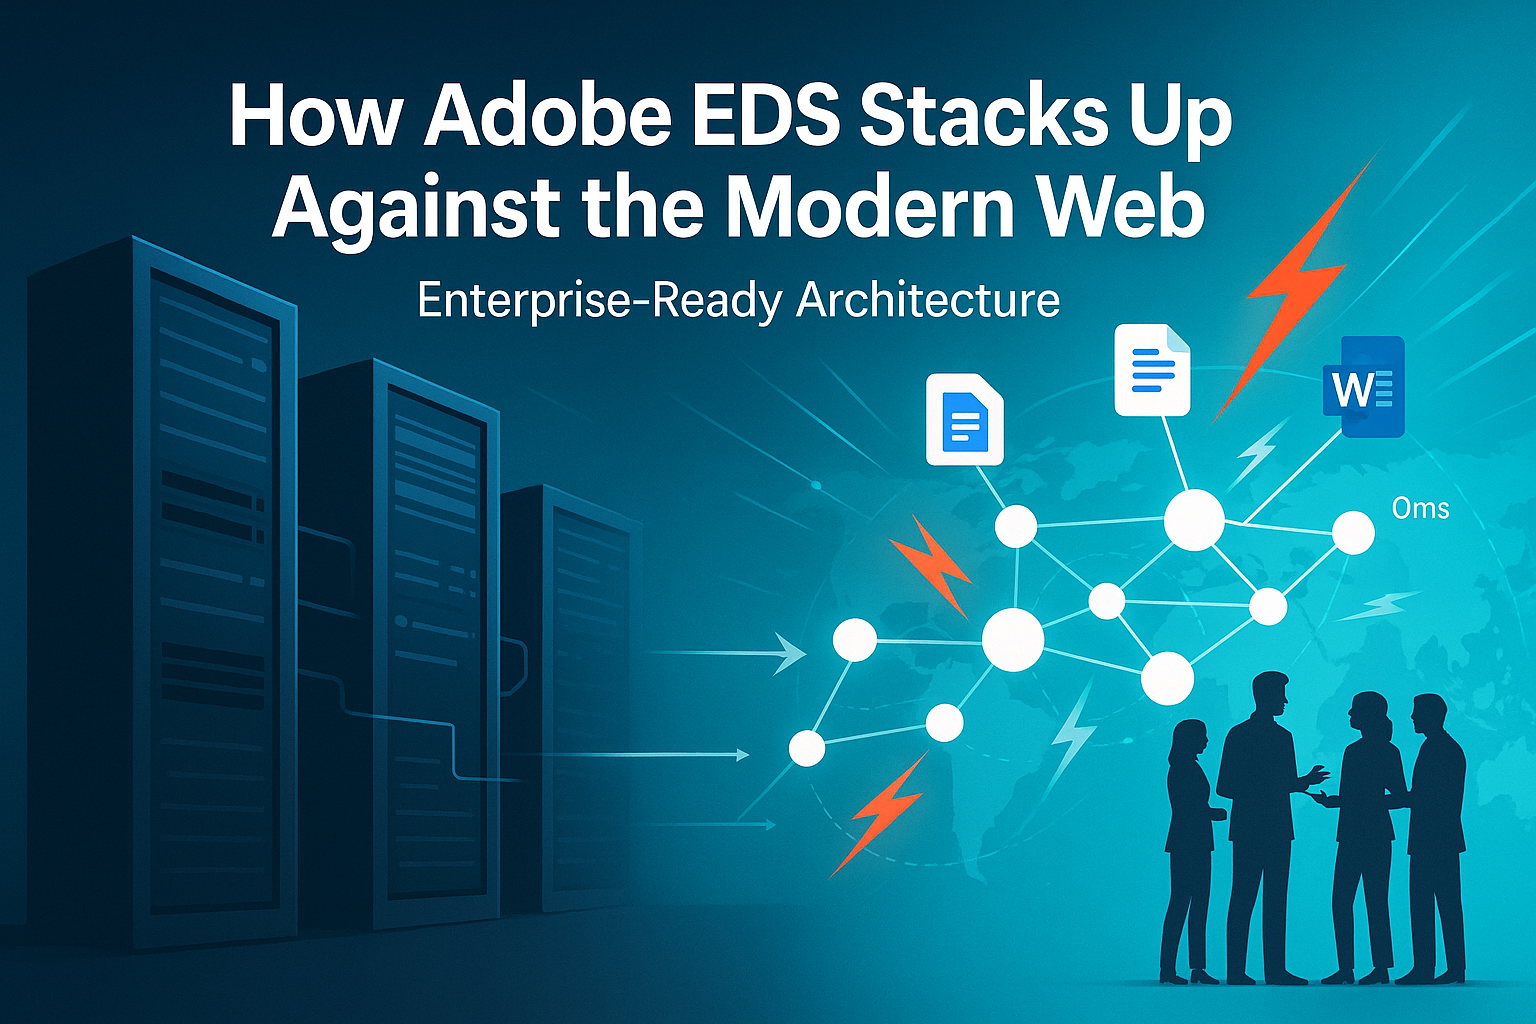 How Adobe EDS Stacks Up
Against the Modern Web
Enterprise-Ready Architecture
W
0ms